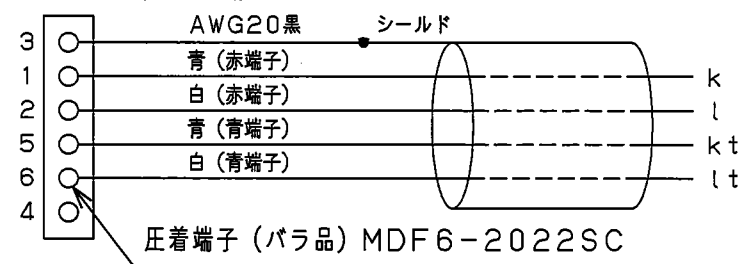 3 AWG20黒 シールド
1 青(赤端子) k
2 白(赤端子) l
5 青(青端子) kt
6 白(青端子) lt
4
圧着端子(バラ品)MDF6-2022SC